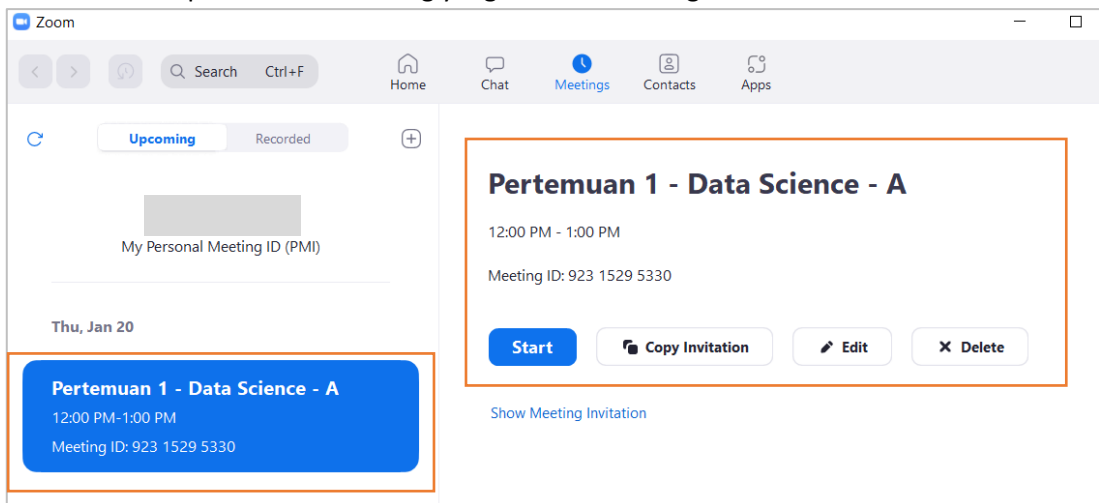 Zoom
Search Ctrl+F
Home
Chat
Meetings
Contacts
Apps
Upcoming
Recorded
My Personal Meeting ID (PMI)
Thu, Jan 20
Pertemuan 1 - Data Science - A
12:00 PM-1:00 PM
Meeting ID: 923 1529 5330
Pertemuan 1 - Data Science - A
12:00 PM - 1:00 PM
Meeting ID: 923 1529 5330
Start
Copy Invitation
Edit
Delete
Show Meeting Invitation